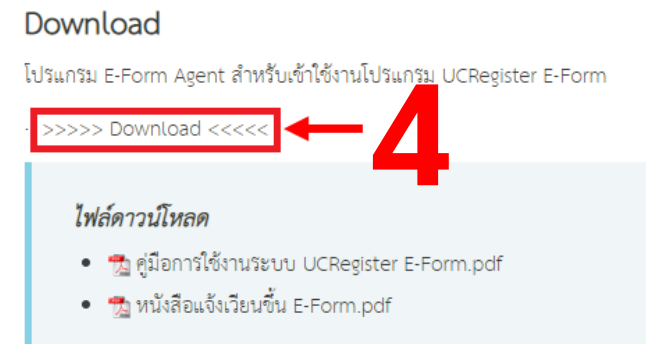 Download
โปรแกรม E-Form Agent สำหรับเข้าใช้งานโปรแกรม UCRegister E-Form
· >>>>> Download <<<<<
4
ไฟล์ดาวน์โหลด
• คู่มือการใช้งานระบบ UCRegister E-Form.pdf
• หนังสือแจ้งเวียนขึ้น E-Form.pdf